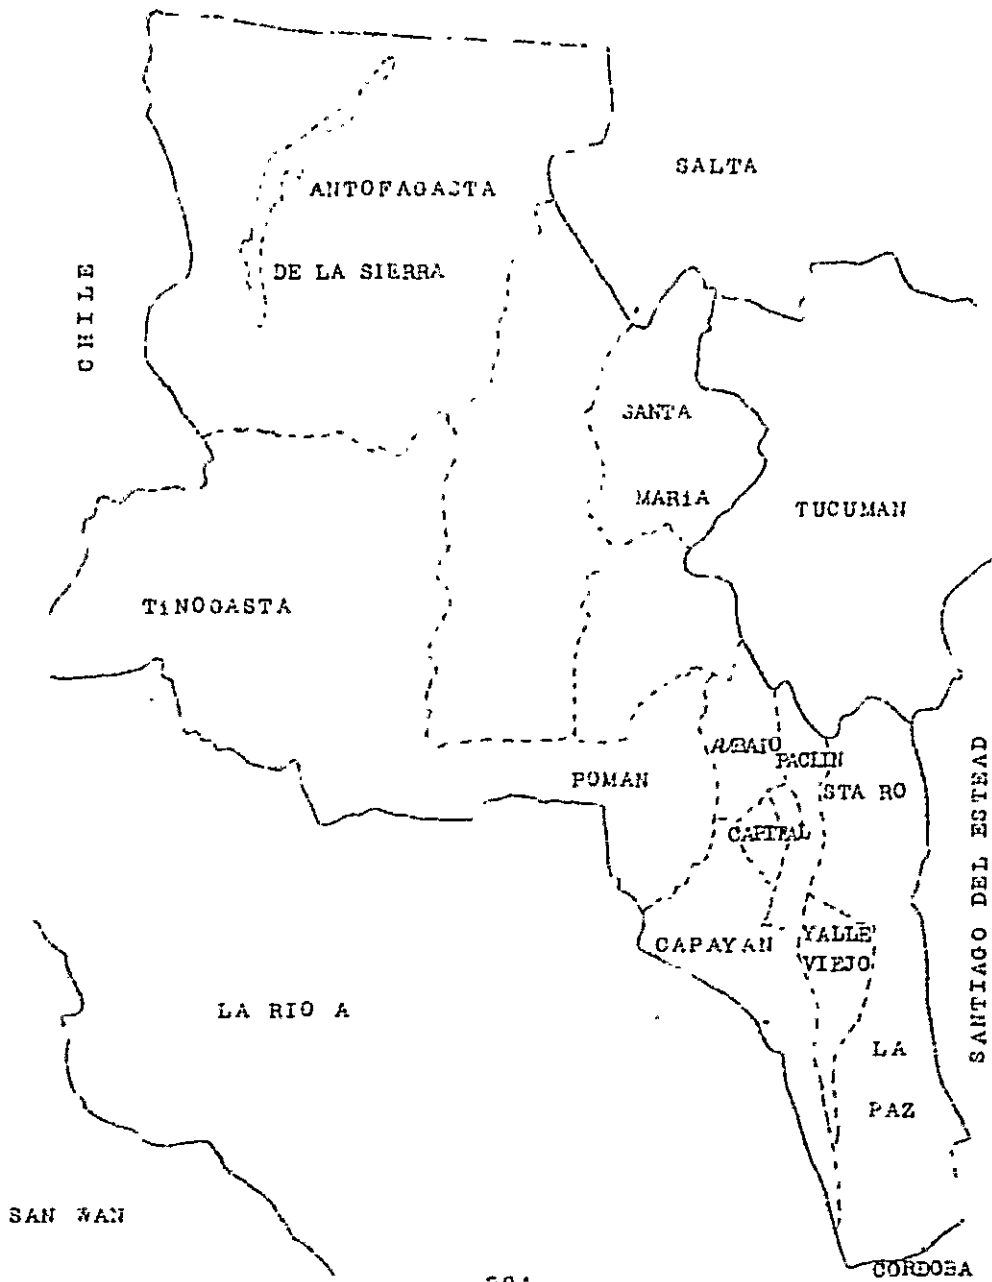 SALTA
ANTOFAGASTA
DE LA SIERRA
CHILE
SANTA
MARiA
TUCUMAN
TiNOGASTA
POMAN
PACLIN
STA RO
CAPITAL
SANTIAGO DEL ESTEAD
CAPAYAN
YALLE
VIEJO
LA RIO A
LA
PAZ
SAN WAN
CORDOBA